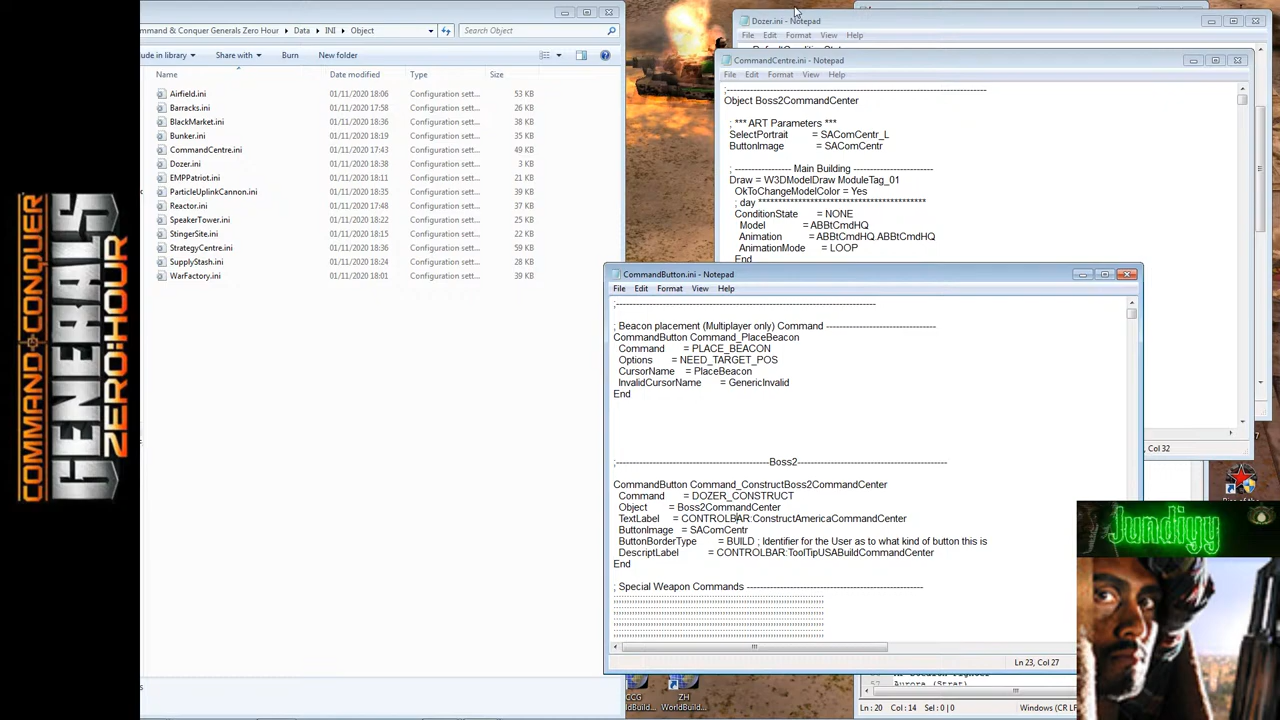 COMMAND & CONQUER
GENERALS
ZERO:HOUR
mmand & Conquer Generals Zero Hour
Data
INI
Object
Search Object
ude in library
Share with
Burn
New folder
Name
Date modified
Type
Size
Airfield.ini 01/11/2020 18:06 Configuration sett... 53 KB
Barracks.ini 01/11/2020 17:58 Configuration sett... 26 KB
BlackMarket.ini 01/11/2020 18:36 Configuration sett... 38 KB
Bunker.ini 01/11/2020 18:19 Configuration sett... 35 KB
CommandCentre.ini 01/11/2020 17:43 Configuration sett... 49 KB
Dozer.ini 01/11/2020 18:38 Configuration sett... 3 KB
EMPPatriot.ini 01/11/2020 18:11 Configuration sett... 21 KB
ParticleUplinkCannon.ini 01/11/2020 18:35 Configuration sett... 39 KB
Reactor.ini 01/11/2020 17:48 Configuration sett... 37 KB
SpeakerTower.ini 01/11/2020 18:25 Configuration sett... 22 KB
StingerSite.ini 01/11/2020 18:15 Configuration sett... 22 KB
StrategyCentre.ini 01/11/2020 18:36 Configuration sett... 59 KB
SupplyStash.ini 01/11/2020 18:24 Configuration sett... 28 KB
WarFactory.ini 01/11/2020 18:01 Configuration sett... 39 KB
Dozer.ini - Notepad
File Edit Format View Help
CommandCentre.ini - Notepad
File Edit Format View Help
;------------------------------------------------------------------------------
Object Boss2CommandCenter
; *** ART Parameters ***
SelectPortrait = SAComCentr_L
ButtonImage = SAComCentr
; ----------------- Main Building ------------------------
Draw = W3DModelDraw ModuleTag_01
OkToChangeModelColor = Yes
; day ******************************************
ConditionState = NONE
Model = ABBtCmdHQ
Animation = ABBtCmdHQ.ABBtCmdHQ
AnimationMode = LOOP
End
Col 32
CommandButton.ini - Notepad
File Edit Format View Help
;------------------------------------------------------------------------------
; Beacon placement (Multiplayer only) Command ---------------------------------
CommandButton Command_PlaceBeacon
Command = PLACE_BEACON
Options = NEED_TARGET_POS
CursorName = PlaceBeacon
InvalidCursorName = GenericInvalid
End
;----------------------------------------------Boss2---------------------------------------------
CommandButton Command_ConstructBoss2CommandCenter
Command = DOZER_CONSTRUCT
Object = Boss2CommandCenter
TextLabel = CONTROLBAR:ConstructAmericaCommandCenter
ButtonImage = SAComCentr
ButtonBorderType = BUILD ; Identifier for the User as to what kind of button this is
DescriptLabel = CONTROLBAR:ToolTipUSABuildCommandCenter
End
; Special Weapon Commands ------------------------------------------------------
Ln 23, Col 27
Jundiyy
CCG
orldBuild...
ZH
WorldBuil...
57
Aurora (Strat)
Ln : 20 Col : 14 Sel : 0 | 0
Windows (CR LF